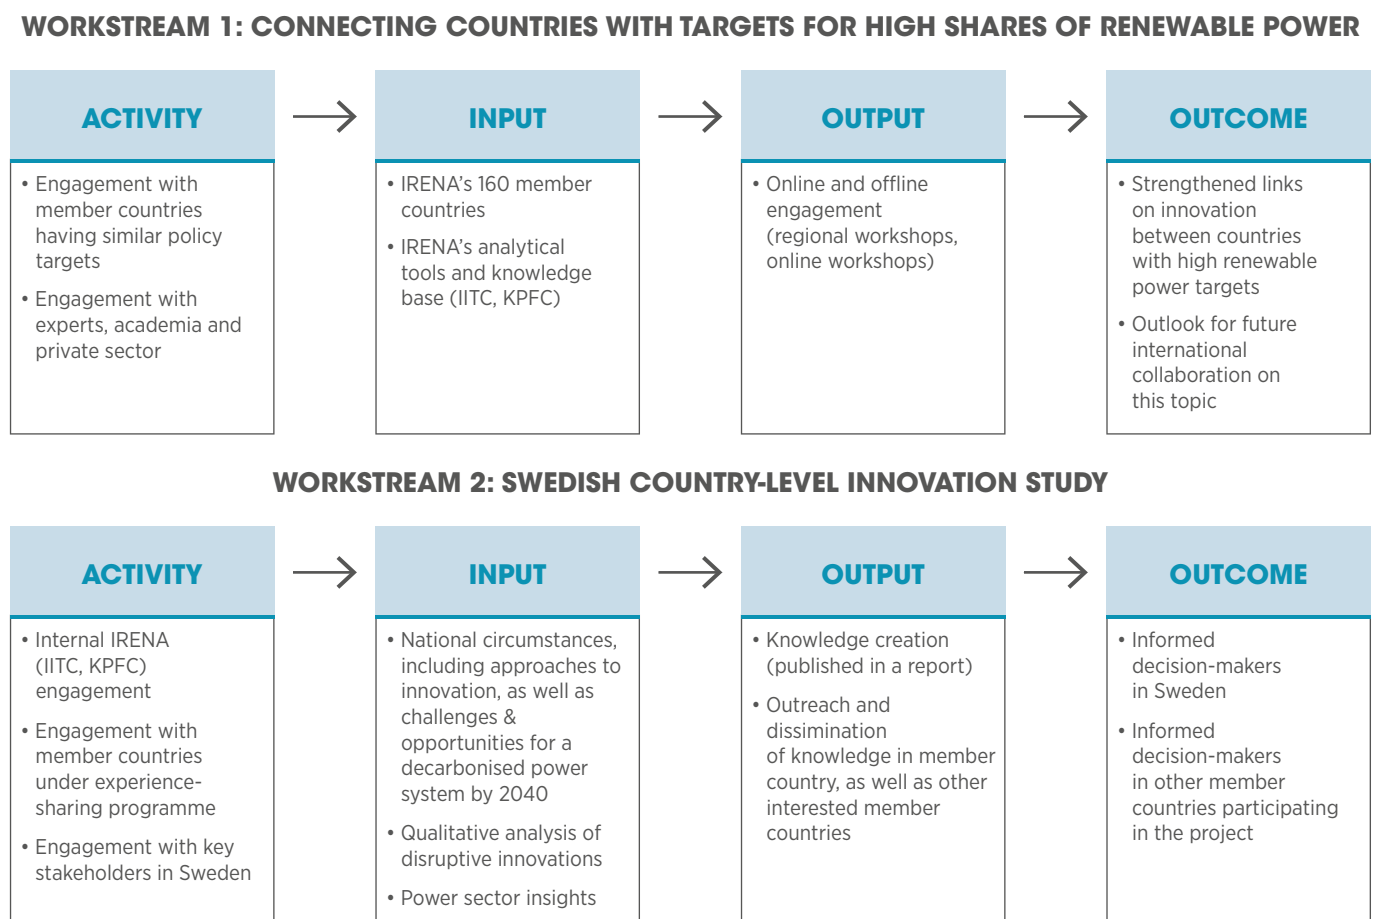 WORKSTREAM 1: CONNECTING COUNTRIES WITH TARGETS FOR HIGH SHARES OF RENEWABLE POWER
ACTIVITY
• Engagement with
member countries
having similar policy
targets
• Engagement with
experts, academia and
private sector
INPUT
• IRENA's 160 member
countries
• IRENA's analytical
tools and knowledge
base (IITC, KPFC)
OUTPUT
• Online and offline
engagement
(regional workshops,
online workshops)
OUTCOME
• Strengthened links
on innovation
between countries
with high renewable
power targets
• Outlook for future
international
collaboration on
this topic
WORKSTREAM 2: SWEDISH COUNTRY-LEVEL INNOVATION STUDY
ACTIVITY
• Internal IRENA
(IITC, KPFC)
engagement
• Engagement with
member countries
under experience-
sharing programme
• Engagement with key
stakeholders in Sweden
INPUT
• National circumstances,
including approaches to
innovation, as well as
challenges &
opportunities for a
decarbonised power
system by 2040
• Qualitative analysis of
disruptive innovations
• Power sector insights
OUTPUT
• Knowledge creation
(published in a report)
• Outreach and
dissimination
of knowledge in member
country, as well as other
interested member
countries
OUTCOME
• Informed
decision-makers
in Sweden
• Informed
decision-makers
in other member
countries participating
in the project